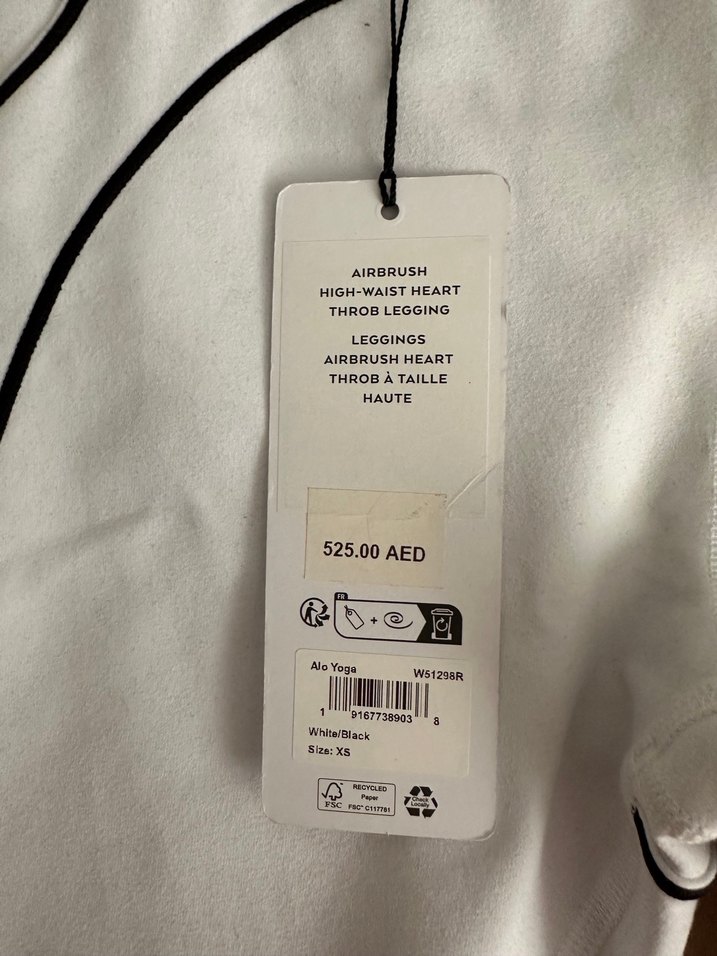 AIRBRUSH
HIGH-WAIST HEART
THROB LEGGING
LEGGINGS
AIRBRUSH HEART
THROB À TAILLE
HAUTE
525.00 AED
FR
+
Alo Yoga W51298R
1 9167738903 8
White/Black
Size: XS
FSC™
RECYCLED
Paper
FSC® C117781
Check
Locally